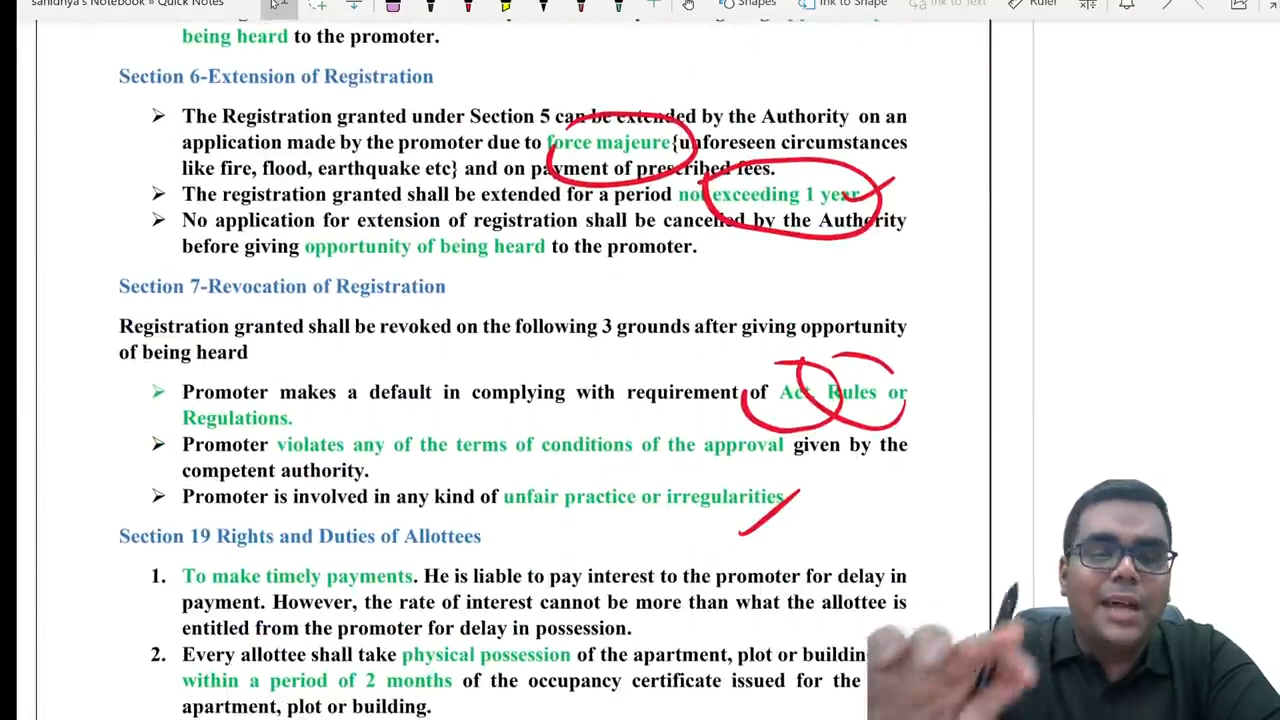 sanidhya's Notebook » Quick Notes
Shapes
Ink to Shape
Ink to Text
Ruler
being heard to the promoter.
Section 6-Extension of Registration
➢ The Registration granted under Section 5 can be extended by the Authority on an
application made by the promoter due to force majeure{unforeseen circumstances
like fire, flood, earthquake etc} and on payment of prescribed fees.
➢ The registration granted shall be extended for a period not exceeding 1 year.
➢ No application for extension of registration shall be cancelled by the Authority
before giving opportunity of being heard to the promoter.
Section 7-Revocation of Registration
Registration granted shall be revoked on the following 3 grounds after giving opportunity
of being heard
➢ Promoter makes a default in complying with requirement of Act, Rules or
Regulations.
➢ Promoter violates any of the terms of conditions of the approval given by the
competent authority.
➢ Promoter is involved in any kind of unfair practice or irregularities
Section 19 Rights and Duties of Allottees
1. To make timely payments. He is liable to pay interest to the promoter for delay in
payment. However, the rate of interest cannot be more than what the allottee is
entitled from the promoter for delay in possession.
2. Every allottee shall take physical possession of the apartment, plot or building
within a period of 2 months of the occupancy certificate issued for the
apartment, plot or building.